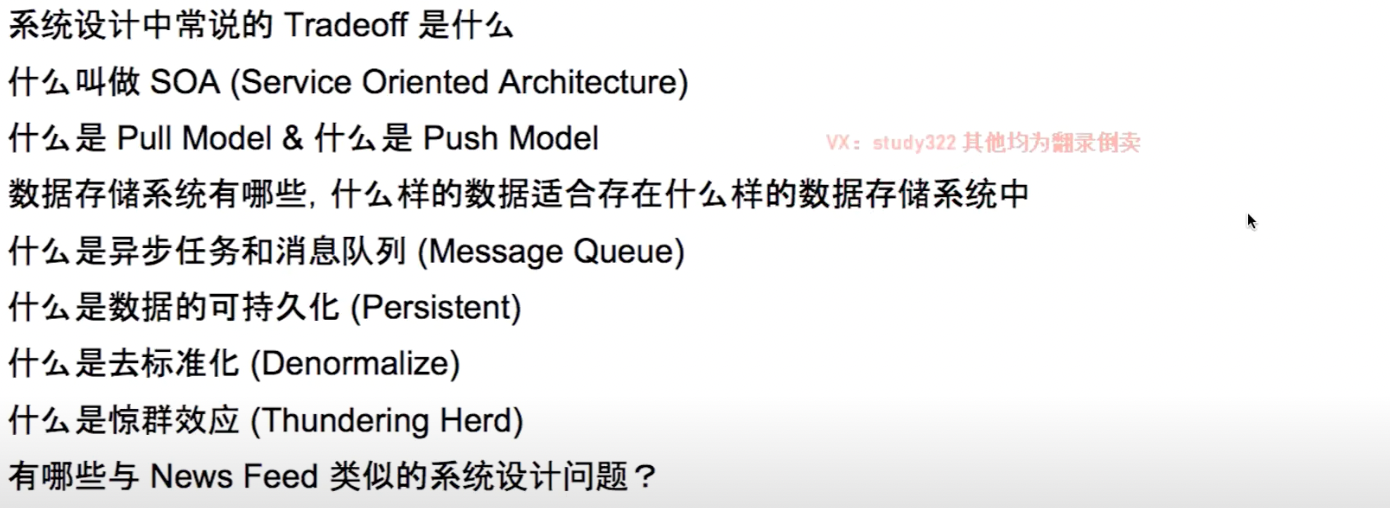 系统设计中常说的 Tradeoff 是什么
什么叫做 SOA (Service Oriented Architecture)
什么是 Pull Model & 什么是 Push Model
VX：study322 其他均为翻录倒卖
数据存储系统有哪些，什么样的数据适合存在什么样的数据存储系统中
什么是异步任务和消息队列 (Message Queue)
什么是数据的可持久化 (Persistent)
什么是去标准化 (Denormalize)
什么是惊群效应 (Thundering Herd)
有哪些与 News Feed 类似的系统设计问题？